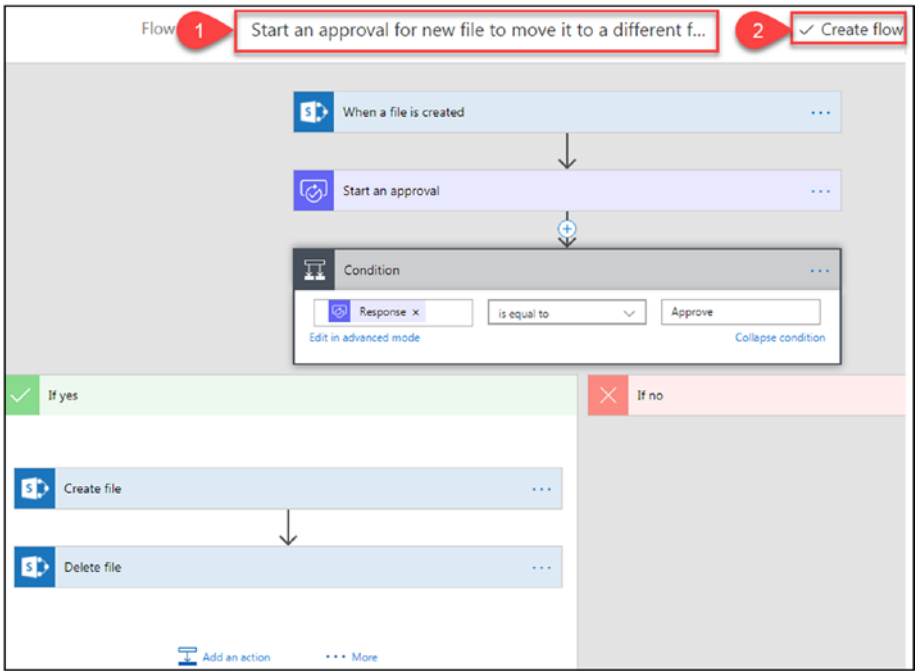 Flow
1
Start an approval for new file to move it to a different f...
2
Create flow
When a file is created
Start an approval
Condition
Response x
is equal to
Approve
Edit in advanced mode
Collapse condition
If yes
If no
Create file
Delete file
Add an action
More